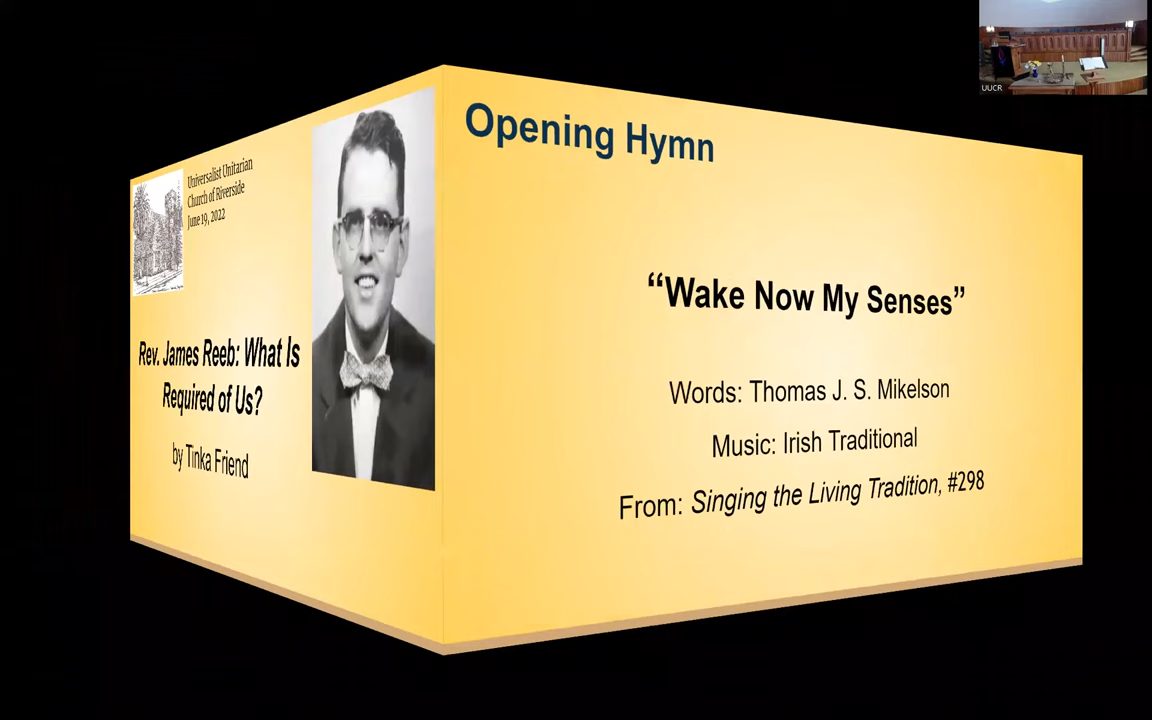 Universalist Unitarian
Church of Riverside
June 19, 2022
Rev. James Reeb: What Is
Required of Us?
by Tinka Friend
Opening Hymn
“Wake Now My Senses”
Words: Thomas J. S. Mikelson
Music: Irish Traditional
From: Singing the Living Tradition, #298
UUCR